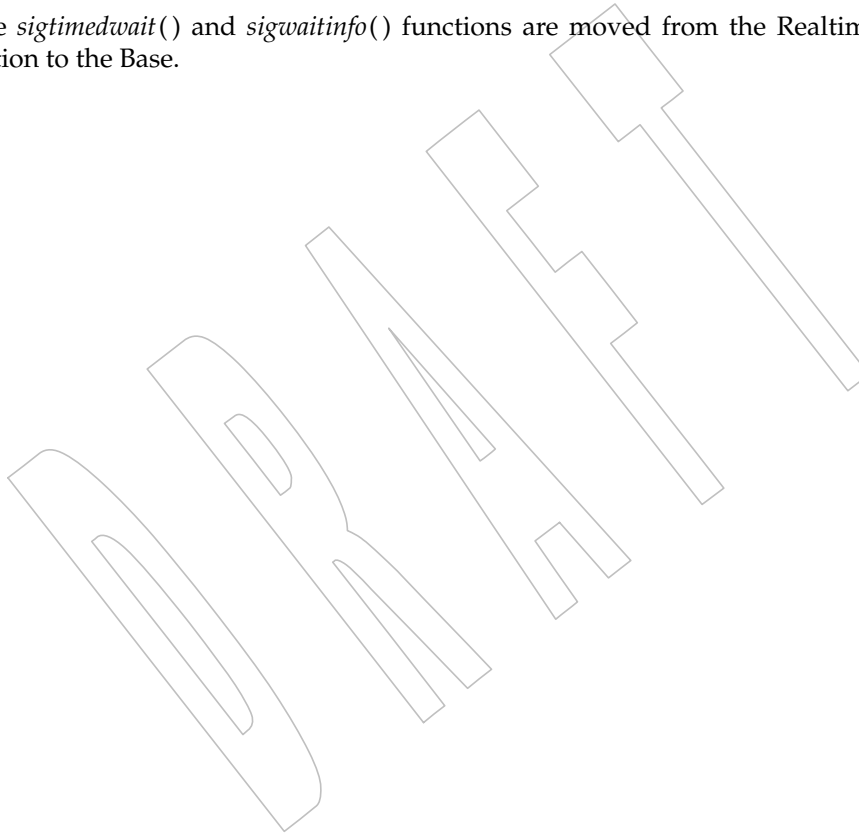 e sigtimedwait( ) and sigwaitinfo( ) functions are moved from the Realtim
tion to the Base.
DRAFT